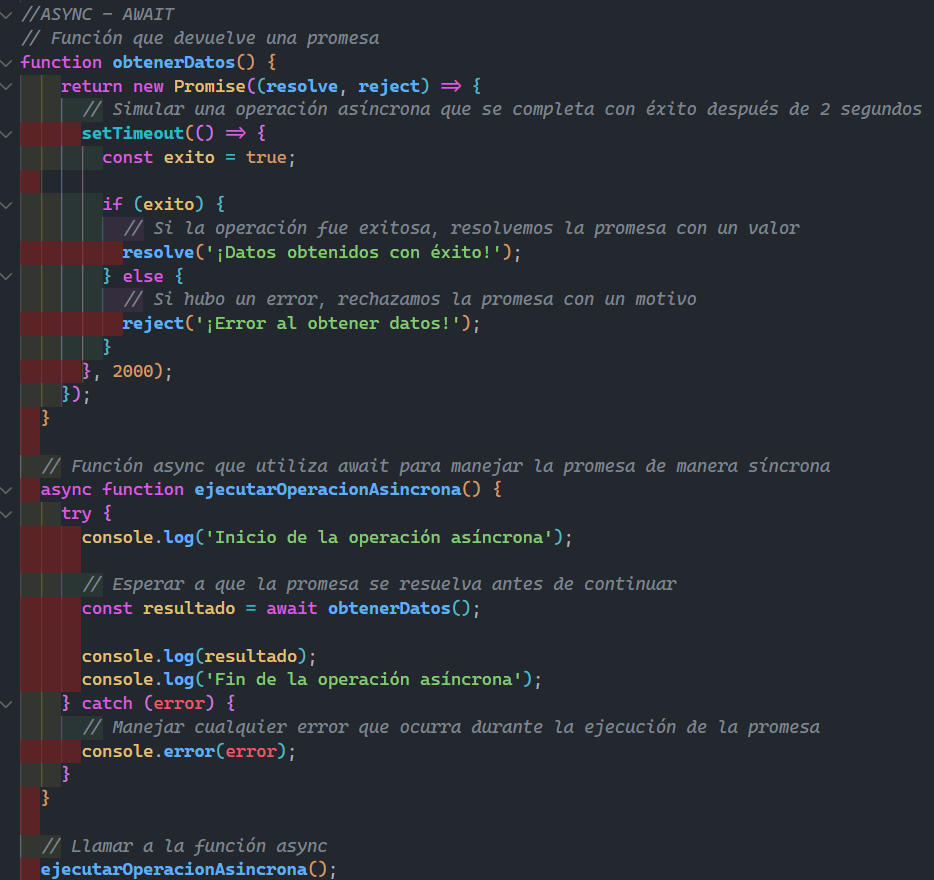 //ASYNC - AWAIT
// Función que devuelve una promesa
function obtenerDatos() {
    return new Promise((resolve, reject) => {
      // Simular una operación asíncrona que se completa con éxito después de 2 segundos
      setTimeout(() => {
        const exito = true;

        if (exito) {
          // Si la operación fue exitosa, resolvemos la promesa con un valor
          resolve('¡Datos obtenidos con éxito!');
        } else {
          // Si hubo un error, rechazamos la promesa con un motivo
          reject('¡Error al obtener datos!');
        }
      }, 2000);
    });
  }

  // Función async que utiliza await para manejar la promesa de manera síncrona
  async function ejecutarOperacionAsincrona() {
    try {
      console.log('Inicio de la operación asíncrona');

      // Esperar a que la promesa se resuelva antes de continuar
      const resultado = await obtenerDatos();

      console.log(resultado);
      console.log('Fin de la operación asíncrona');
    } catch (error) {
      // Manejar cualquier error que ocurra durante la ejecución de la promesa
      console.error(error);
    }
  }

  // Llamar a la función async
  ejecutarOperacionAsincrona();